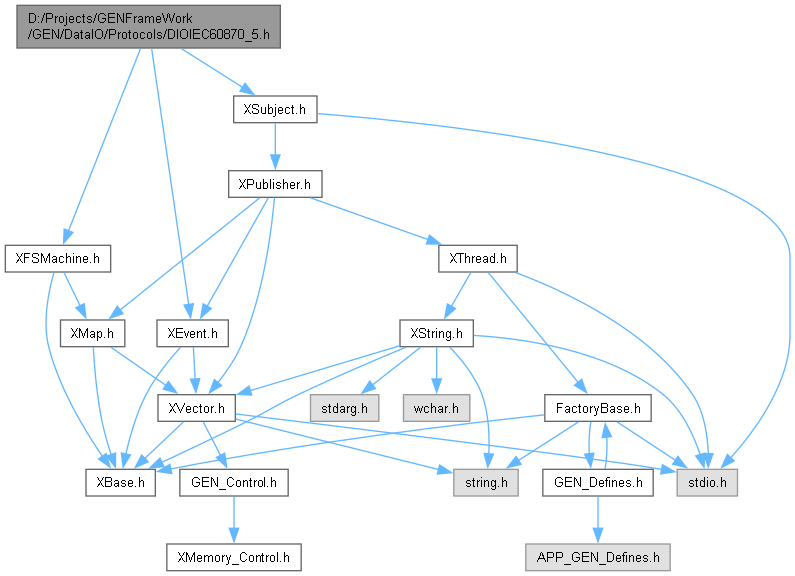 D:/Projects/GENFrameWork
/GEN/DataIO/Protocols/DIOIEC60870_5.h
XSubject.h
XPublisher.h
XFSMachine.h
XThread.h
XMap.h
XEvent.h
XString.h
XVector.h
stdarg.h
wchar.h
FactoryBase.h
XBase.h
GEN_Control.h
string.h
GEN_Defines.h
stdio.h
XMemory_Control.h
APP_GEN_Defines.h